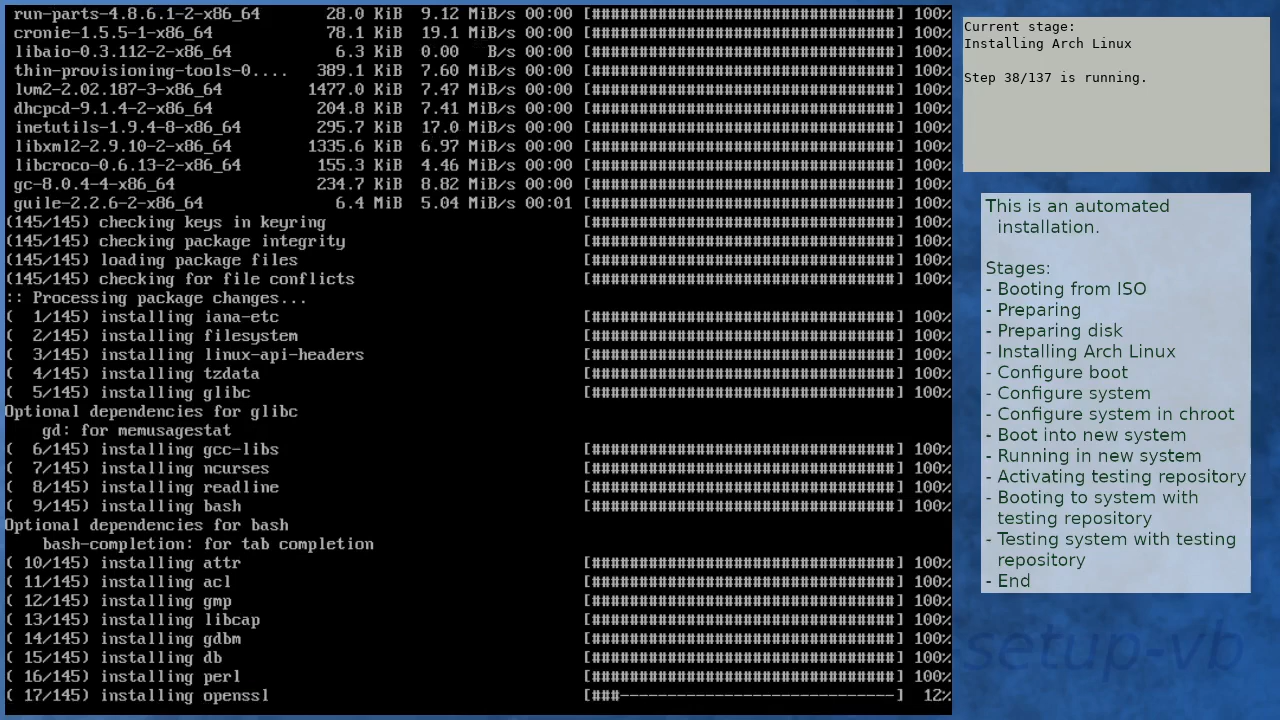 run-parts-4.8.6.1-2-x86_64 28.0 KiB 9.12 MiB/s 00:00 [################################] 100%
cronie-1.5.5-1-x86_64 78.1 KiB 19.1 MiB/s 00:00 [################################] 100%
libaio-0.3.112-2-x86_64 6.3 KiB 0.00 B/s 00:00 [################################] 100%
thin-provisioning-tools-0.... 389.1 KiB 7.60 MiB/s 00:00 [################################] 100%
lvm2-2.02.187-3-x86_64 1477.0 KiB 7.47 MiB/s 00:00 [################################] 100%
dhcpcd-9.1.4-2-x86_64 204.8 KiB 7.41 MiB/s 00:00 [################################] 100%
inetutils-1.9.4-8-x86_64 295.7 KiB 17.0 MiB/s 00:00 [################################] 100%
libxml2-2.9.10-2-x86_64 1335.6 KiB 6.97 MiB/s 00:00 [################################] 100%
libcroco-0.6.13-2-x86_64 155.3 KiB 4.46 MiB/s 00:00 [################################] 100%
gc-8.0.4-4-x86_64 234.7 KiB 8.82 MiB/s 00:00 [################################] 100%
guile-2.2.6-2-x86_64 6.4 MiB 5.04 MiB/s 00:01 [################################] 100%
(145/145) checking keys in keyring [################################] 100%
(145/145) checking package integrity [################################] 100%
(145/145) loading package files [################################] 100%
(145/145) checking for file conflicts [################################] 100%
:: Processing package changes...
( 1/145) installing iana-etc [################################] 100%
( 2/145) installing filesystem [################################] 100%
( 3/145) installing linux-api-headers [################################] 100%
( 4/145) installing tzdata [################################] 100%
( 5/145) installing glibc [################################] 100%
Optional dependencies for glibc
gd: for memusagestat
( 6/145) installing gcc-libs [################################] 100%
( 7/145) installing ncurses [################################] 100%
( 8/145) installing readline [################################] 100%
( 9/145) installing bash [################################] 100%
Optional dependencies for bash
bash-completion: for tab completion
( 10/145) installing attr [################################] 100%
( 11/145) installing acl [################################] 100%
( 12/145) installing gmp [################################] 100%
( 13/145) installing libcap [################################] 100%
( 14/145) installing gdbm [################################] 100%
( 15/145) installing db [################################] 100%
( 16/145) installing perl [################################] 100%
( 17/145) installing openssl [###-----------------------------] 12%
Current stage:
Installing Arch Linux
Step 38/137 is running.
This is an automated
installation.
Stages:
- Booting from ISO
- Preparing
- Preparing disk
- Installing Arch Linux
- Configure boot
- Configure system
- Configure system in chroot
- Boot into new system
- Running in new system
- Activating testing repository
- Booting to system with
testing repository
- Testing system with testing
repository
- End
setup-vb